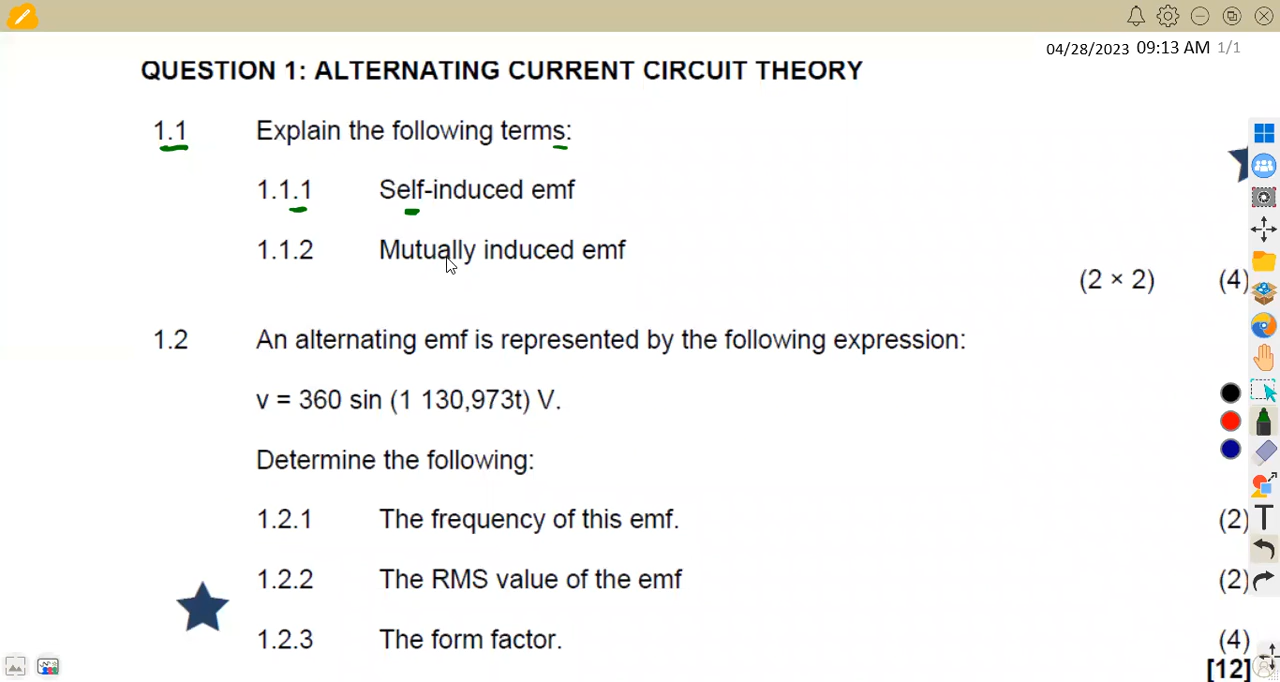 04/28/2023 09:13 AM 1/1
QUESTION 1: ALTERNATING CURRENT CIRCUIT THEORY
1.1 Explain the following terms:
1.1.1 Self-induced emf
1.1.2 Mutually induced emf
(2 × 2) (4)
1.2 An alternating emf is represented by the following expression:
v = 360 sin (1 130,973t) V.
Determine the following:
1.2.1 The frequency of this emf. (2)
1.2.2 The RMS value of the emf (2)
1.2.3 The form factor. (4)
[12]